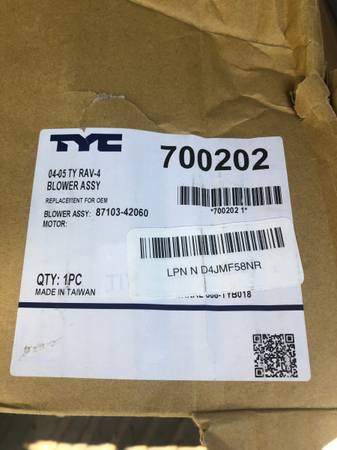 TYC
700202
04-05 TY RAV-4
BLOWER ASSY
*700202 1*
REPLACEMENT FOR OEM
BLOWER ASSY: 87103-42060
MOTOR:
LPN N D4JMF58NR
QTY: 1PC
MADE IN TAIWAN